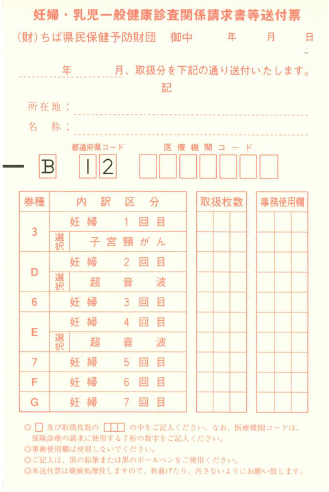 妊婦・乳児一般健康診査関係請求書等送付票
(財)ちば県民保健予防財団 御中 年 月 日
年 月、取扱分を下記の通り送付いたします。
記
所在地：
名 称：
都道府県コード 医療機関コード
B 12
券種 内訳区分 取扱枚数 事務使用欄
3 妊婦 1回目
選択 子宮頸がん
D 妊婦 2回目
選択 超音波
6 妊婦 3回目
E 妊婦 4回目
選択 超音波
7 妊婦 5回目
F 妊婦 6回目
G 妊婦 7回目
◎□及び取扱枚数の□□□の中をご記入ください。なお、医療機関コードは、
保険診療の請求に使用する7桁の数字をご記入ください。
◎事務使用欄は使用しないでください。
◎ご記入は、黒の鉛筆または黒のボールペンをご使用ください。
◎本送付票は機械処理致しますので、折曲げたり、汚さないようにお願い致します。